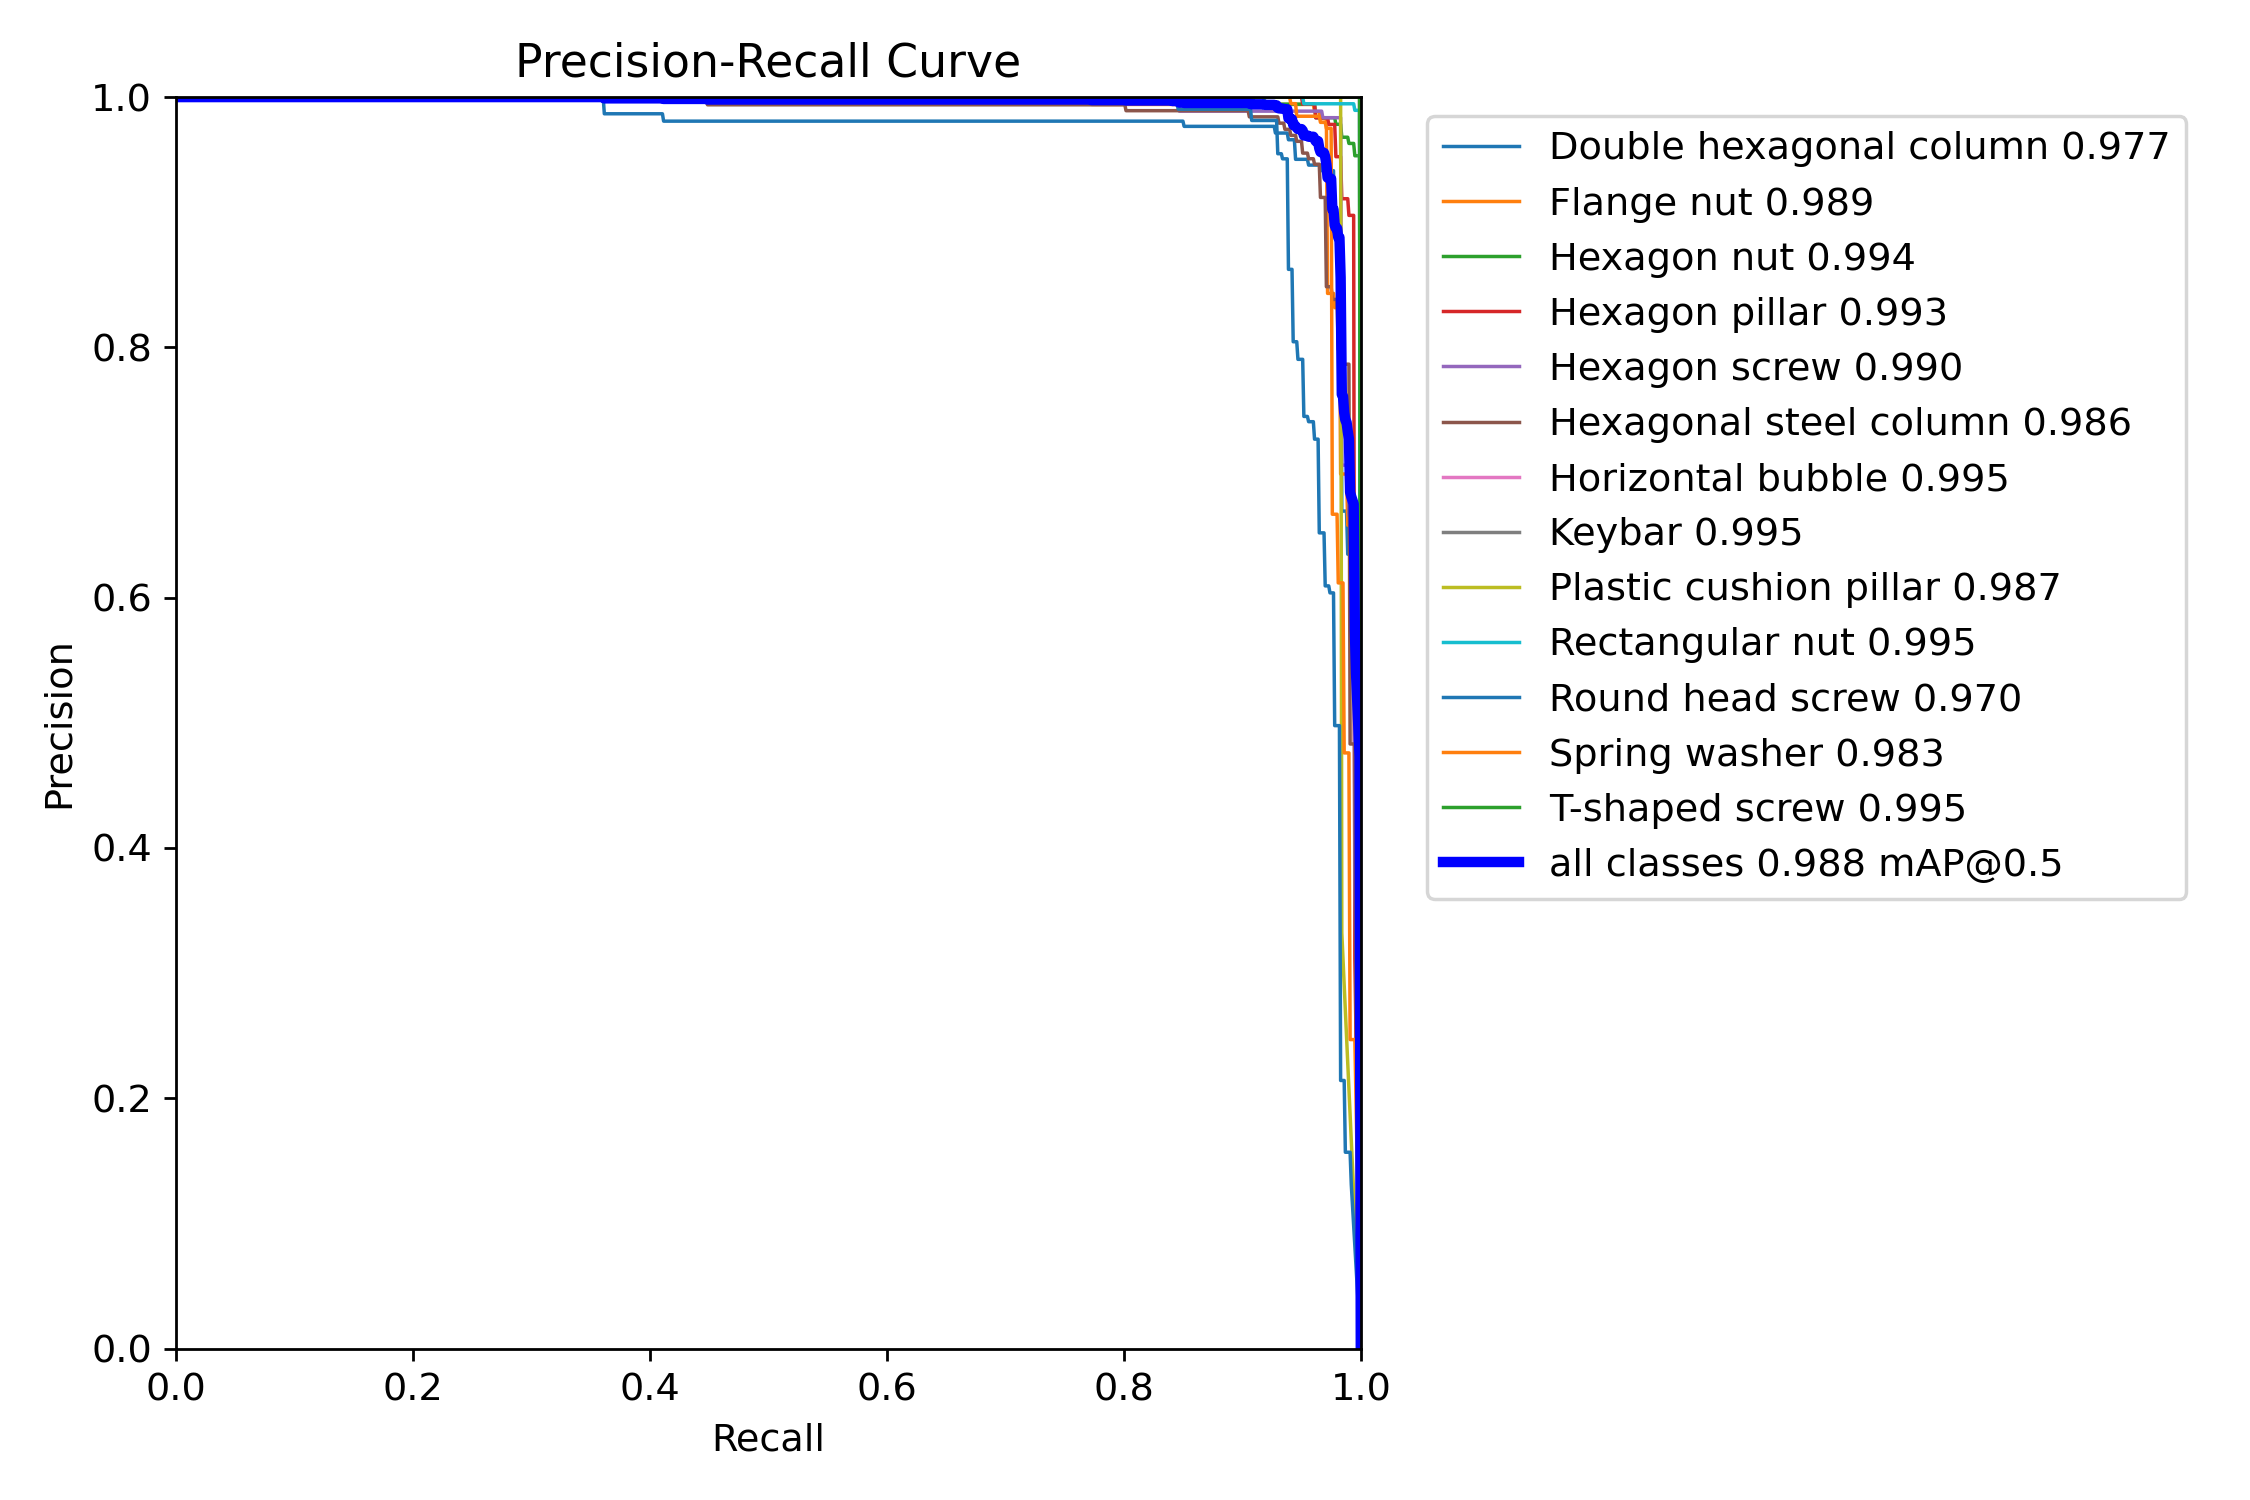 Precision-Recall Curve
1.0
0.8
0.6
0.4
0.2
0.0
Precision
0.0 0.2 0.4 0.6 0.8 1.0
Recall
Double hexagonal column 0.977
Flange nut 0.989
Hexagon nut 0.994
Hexagon pillar 0.993
Hexagon screw 0.990
Hexagonal steel column 0.986
Horizontal bubble 0.995
Keybar 0.995
Plastic cushion pillar 0.987
Rectangular nut 0.995
Round head screw 0.970
Spring washer 0.983
T-shaped screw 0.995
all classes 0.988 mAP@0.5